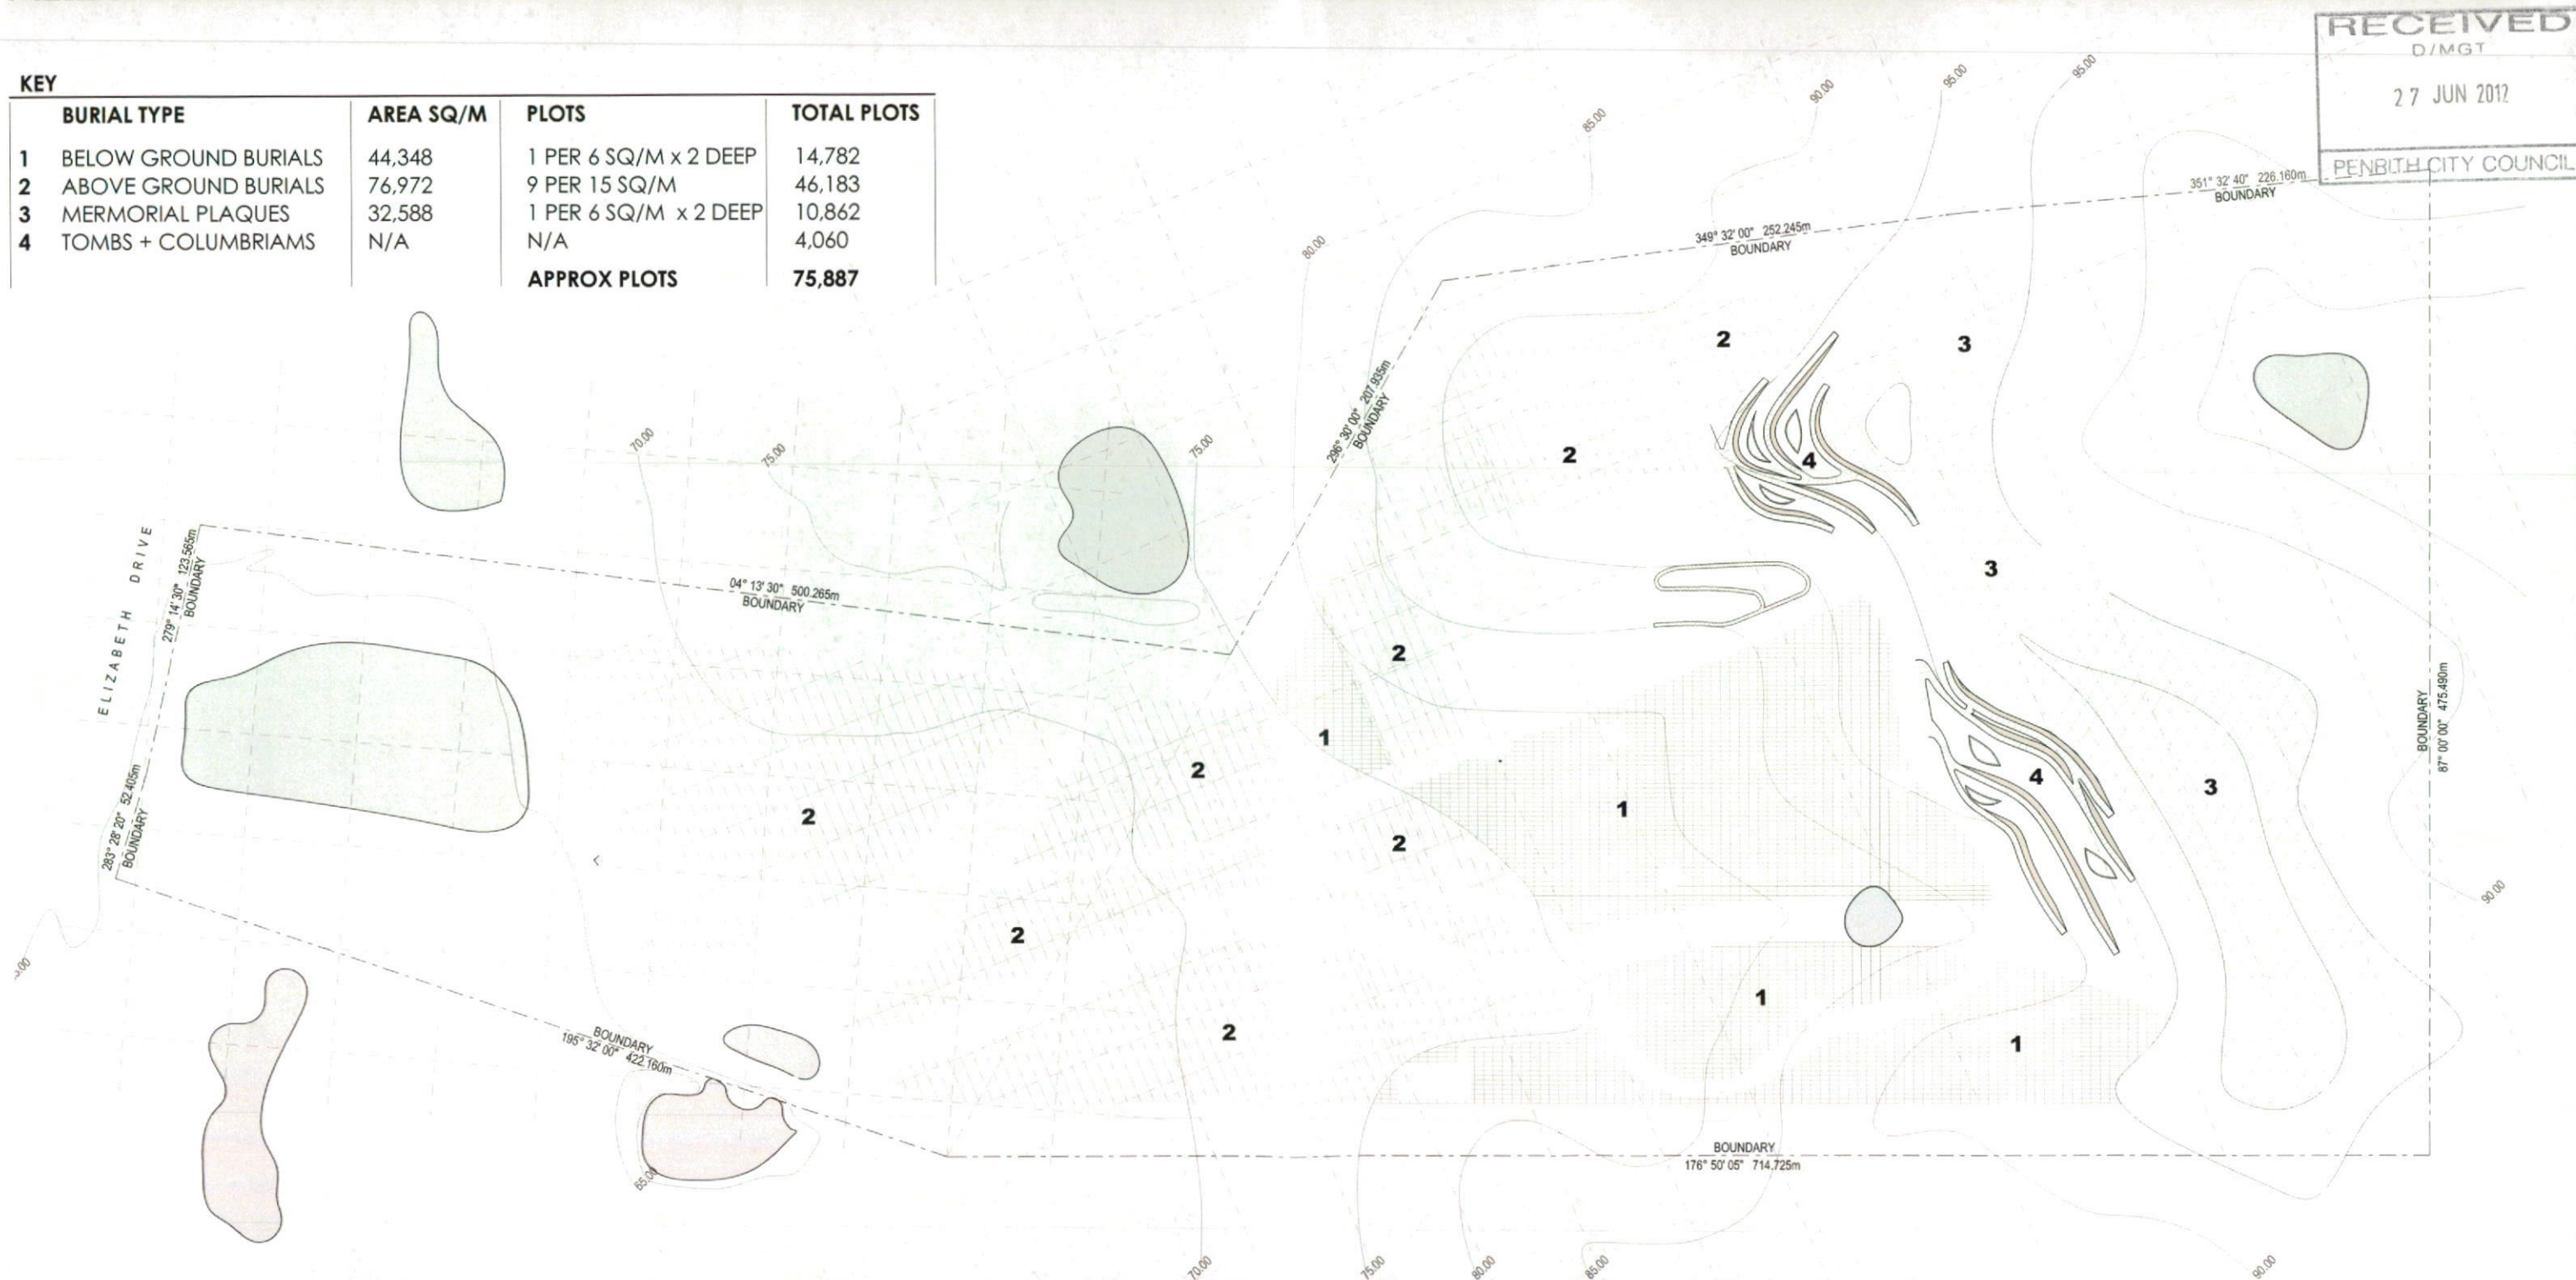 RECEIVED
D/MGT
27 JUN 2012
PENRITH CITY COUNCIL
KEY
BURIAL TYPE AREA SQ/M PLOTS TOTAL PLOTS
1 BELOW GROUND BURIALS 44,348 1 PER 6 SQ/M x 2 DEEP 14,782
2 ABOVE GROUND BURIALS 76,972 9 PER 15 SQ/M 46,183
3 MERMORIAL PLAQUES 32,588 1 PER 6 SQ/M x 2 DEEP 10,862
4 TOMBS + COLUMBRIAMS N/A N/A 4,060
APPROX PLOTS 75,887
95.00
95.00
90.00
85.00
80.00
351° 32' 40" 226.160m
BOUNDARY
349° 32' 00" 252.245m
BOUNDARY
296° 30' 00" 207.935m
BOUNDARY
2
3
2
4
70.00
75.00
75.00
ELIZABETH DRIVE
279° 14' 30" 123.565m
BOUNDARY
04° 13' 30" 500.265m
BOUNDARY
3
2
1
2
2
1
2
4
3
BOUNDARY
87° 00' 00" 475.490m
283° 28' 20" 52.405m
BOUNDARY
2
1
2
1
90.00
BOUNDARY
195° 32' 00" 422.160m
65.00
BOUNDARY
176° 50' 05" 714.725m
70.00
75.00
80.00
85.00
90.00